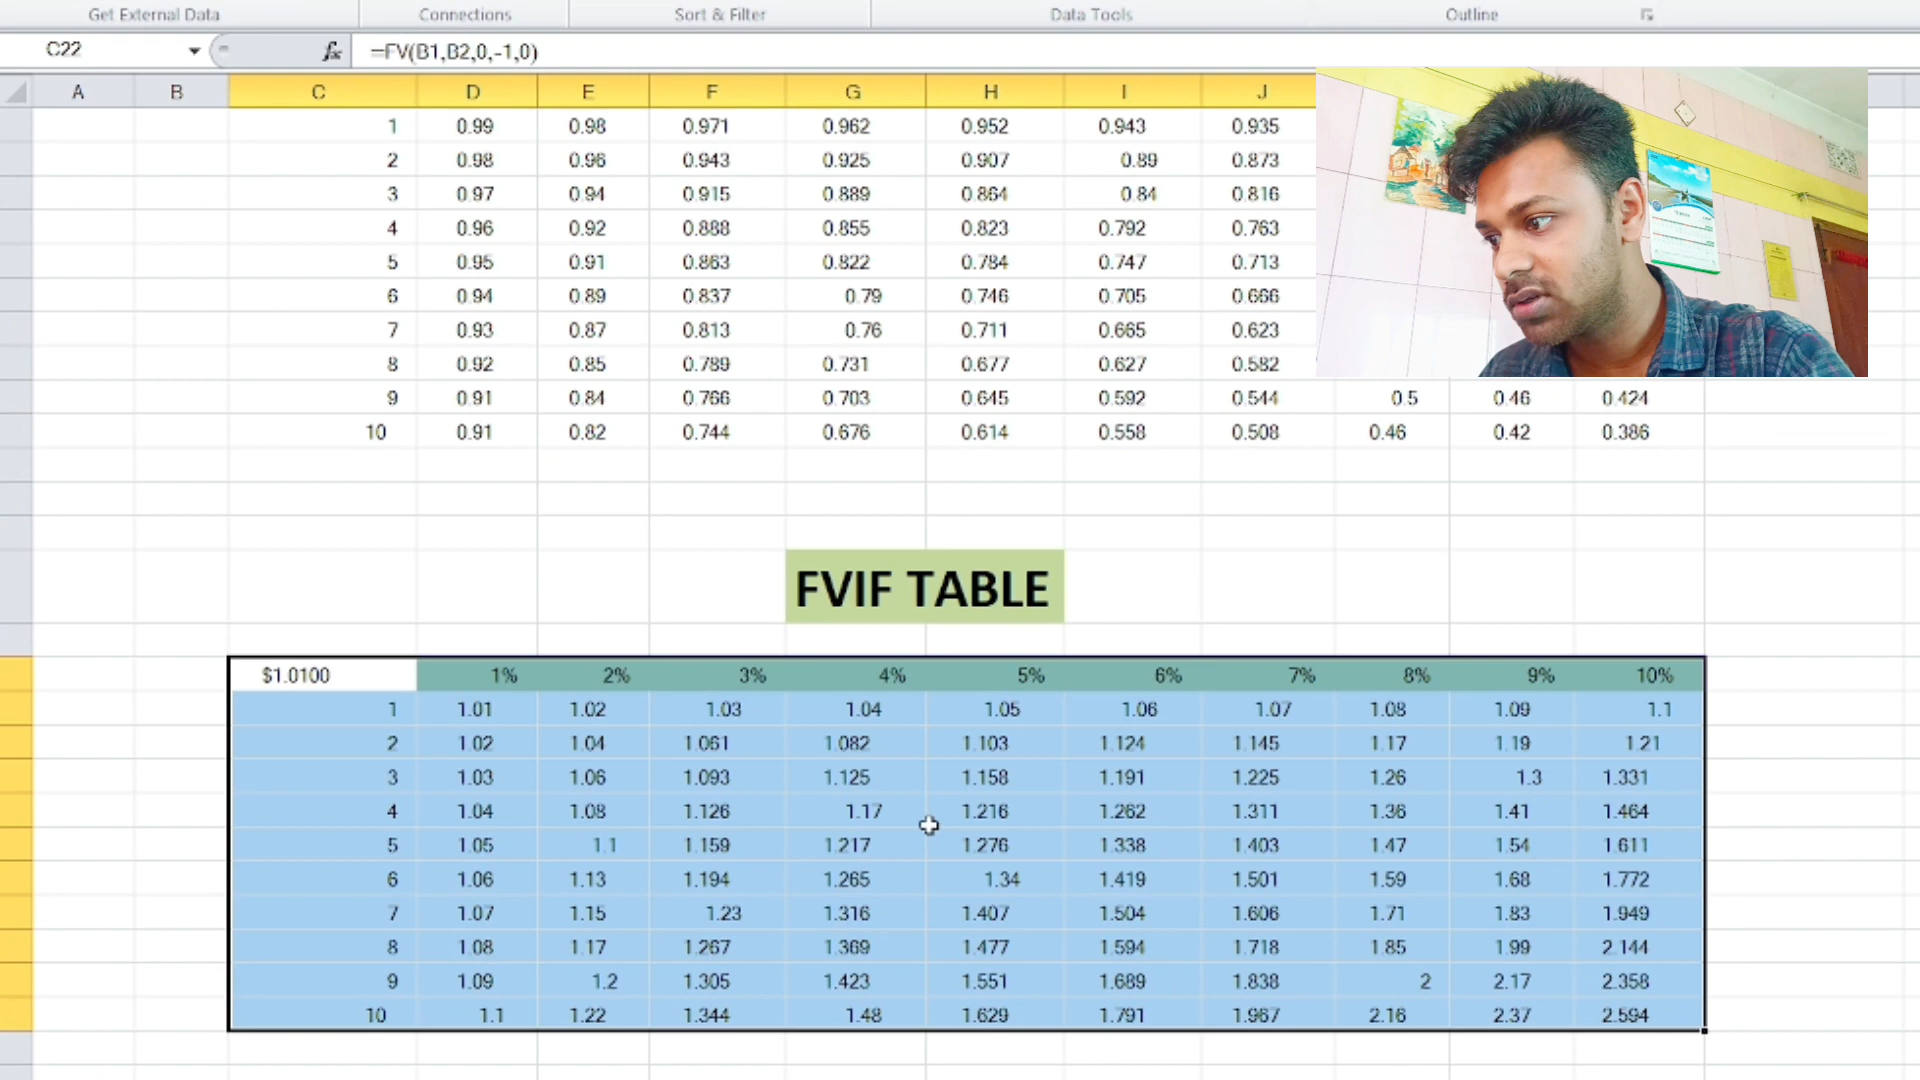 Get External Data Connections Sort & Filter Data Tools Outline
C22 fx =FV(B1,B2,0,-1,0)
A B C D E F G H I J
1 0.99 0.98 0.971 0.962 0.952 0.943 0.935
2 0.98 0.96 0.943 0.925 0.907 0.89 0.873
3 0.97 0.94 0.915 0.889 0.864 0.84 0.816
4 0.96 0.92 0.888 0.855 0.823 0.792 0.763
5 0.95 0.91 0.863 0.822 0.784 0.747 0.713
6 0.94 0.89 0.837 0.79 0.746 0.705 0.666
7 0.93 0.87 0.813 0.76 0.711 0.665 0.623
8 0.92 0.85 0.789 0.731 0.677 0.627 0.582
9 0.91 0.84 0.766 0.703 0.645 0.592 0.544 0.5 0.46 0.424
10 0.91 0.82 0.744 0.676 0.614 0.558 0.508 0.46 0.42 0.386
FVIF TABLE
$1.0100 1% 2% 3% 4% 5% 6% 7% 8% 9% 10%
1 1.01 1.02 1.03 1.04 1.05 1.06 1.07 1.08 1.09 1.1
2 1.02 1.04 1.061 1.082 1.103 1.124 1.145 1.17 1.19 1.21
3 1.03 1.06 1.093 1.125 1.158 1.191 1.225 1.26 1.3 1.331
4 1.04 1.08 1.126 1.17 1.216 1.262 1.311 1.36 1.41 1.464
5 1.05 1.1 1.159 1.217 1.276 1.338 1.403 1.47 1.54 1.611
6 1.06 1.13 1.194 1.265 1.34 1.419 1.501 1.59 1.68 1.772
7 1.07 1.15 1.23 1.316 1.407 1.504 1.606 1.71 1.83 1.949
8 1.08 1.17 1.267 1.369 1.477 1.594 1.718 1.85 1.99 2.144
9 1.09 1.2 1.305 1.423 1.551 1.689 1.838 2 2.17 2.358
10 1.1 1.22 1.344 1.48 1.629 1.791 1.967 2.16 2.37 2.594